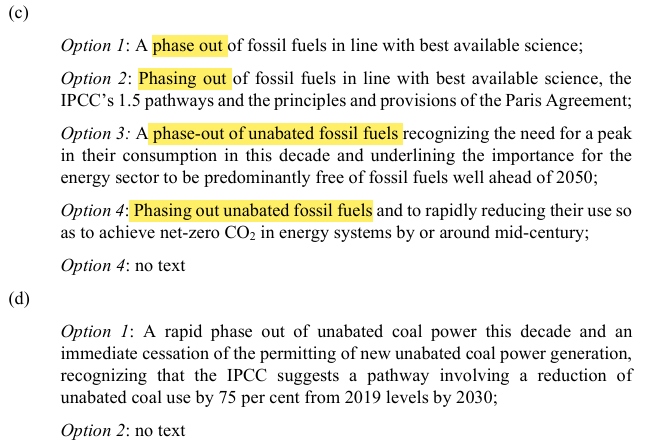 (c)
Option 1: A phase out of fossil fuels in line with best available science;
Option 2: Phasing out of fossil fuels in line with best available science, the
IPCC's 1.5 pathways and the principles and provisions of the Paris Agreement;
Option 3: A phase-out of unabated fossil fuels recognizing the need for a peak
in their consumption in this decade and underlining the importance for the
energy sector to be predominantly free of fossil fuels well ahead of 2050;
Option 4: Phasing out unabated fossil fuels and to rapidly reducing their use so
as to achieve net-zero CO₂ in energy systems by or around mid-century;
Option 4: no text
(d)
Option 1: A rapid phase out of unabated coal power this decade and an
immediate cessation of the permitting of new unabated coal power generation,
recognizing that the IPCC suggests a pathway involving a reduction of
unabated coal use by 75 per cent from 2019 levels by 2030;
Option 2: no text